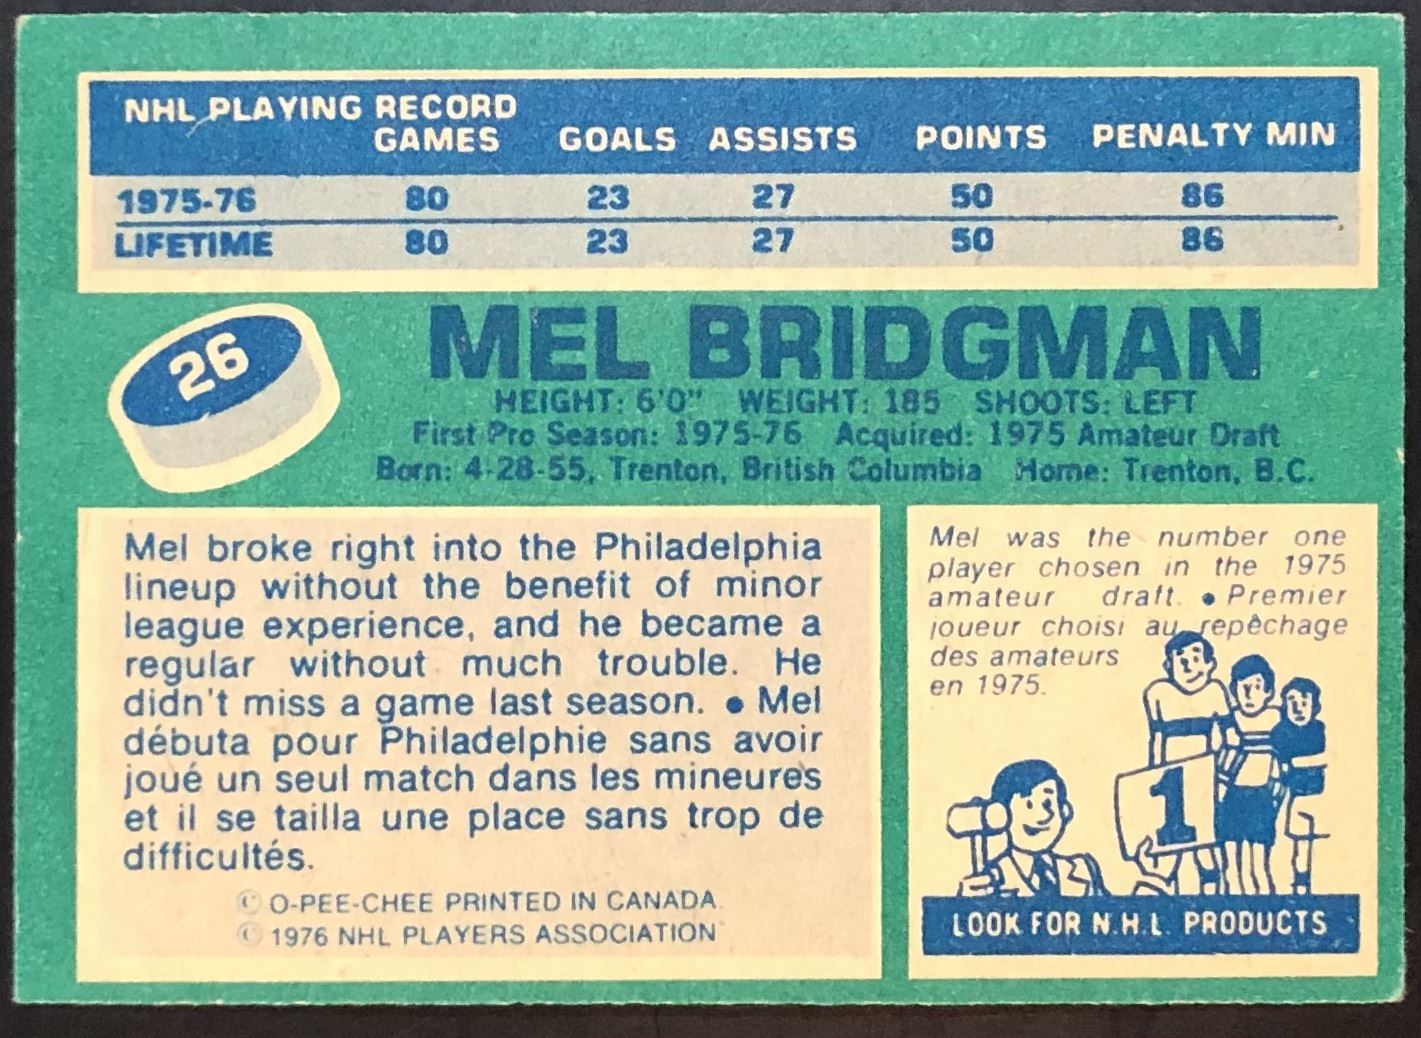 NHL PLAYING RECORD
GAMES GOALS ASSISTS POINTS PENALTY MIN
1975-76 80 23 27 50 86
LIFETIME 80 23 27 50 86
26
MEL BRIDGMAN
HEIGHT: 6'0" WEIGHT: 185 SHOOTS: LEFT
First Pro Season: 1975-76 Acquired: 1975 Amateur Draft
Born: 4-28-55, Trenton, British Columbia Home: Trenton, B.C.
Mel broke right into the Philadelphia
lineup without the benefit of minor
league experience, and he became a
regular without much trouble. He
didn't miss a game last season. • Mel
débuta pour Philadelphie sans avoir
joué un seul match dans les mineures
et il se tailla une place sans trop de
difficultés.
© O-PEE-CHEE PRINTED IN CANADA
© 1976 NHL PLAYERS ASSOCIATION
Mel was the number one
player chosen in the 1975
amateur draft. • Premier
joueur choisi au repêchage
des amateurs
en 1975.
1
LOOK FOR N.H.L. PRODUCTS